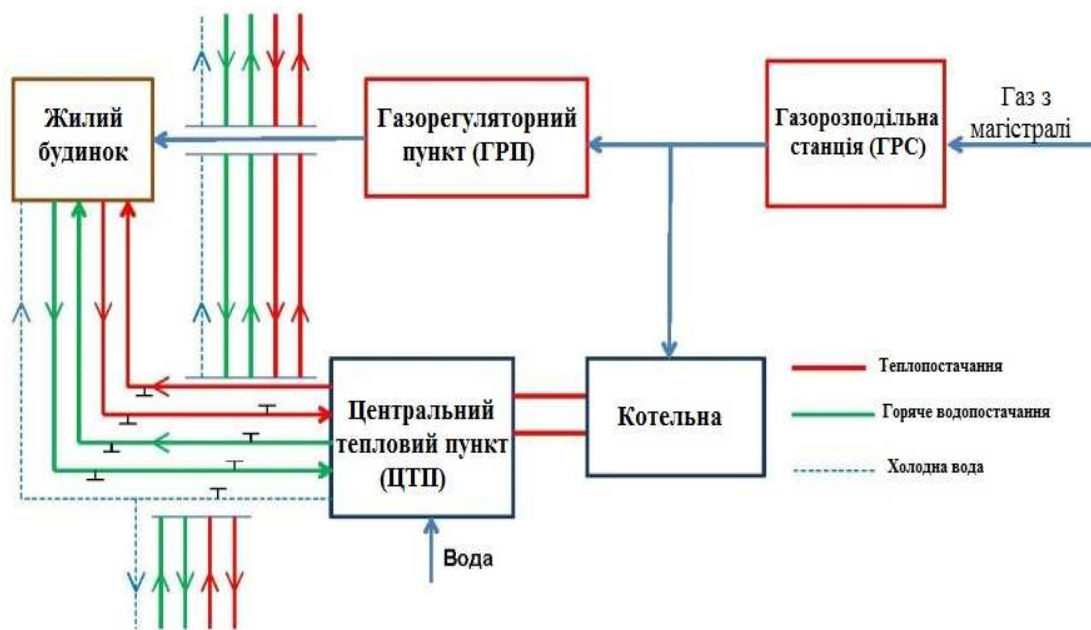 Жилий
будинок
Газорегуляторний
пункт (ГРП)
Газорозподільна
станція (ГРС)
Газ з
магістралі
Центральний
тепловий пункт
(ЦТП)
Котельна
Вода
Теплопостачання
Горяче водопостачання
Холодна вода